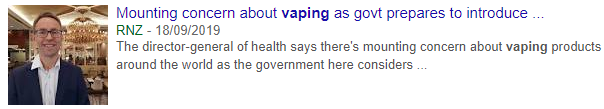 Mounting concern about vaping as govt prepares to introduce ...
RNZ - 18/09/2019
The director-general of health says there's mounting concern about vaping products
around the world as the government here considers ...